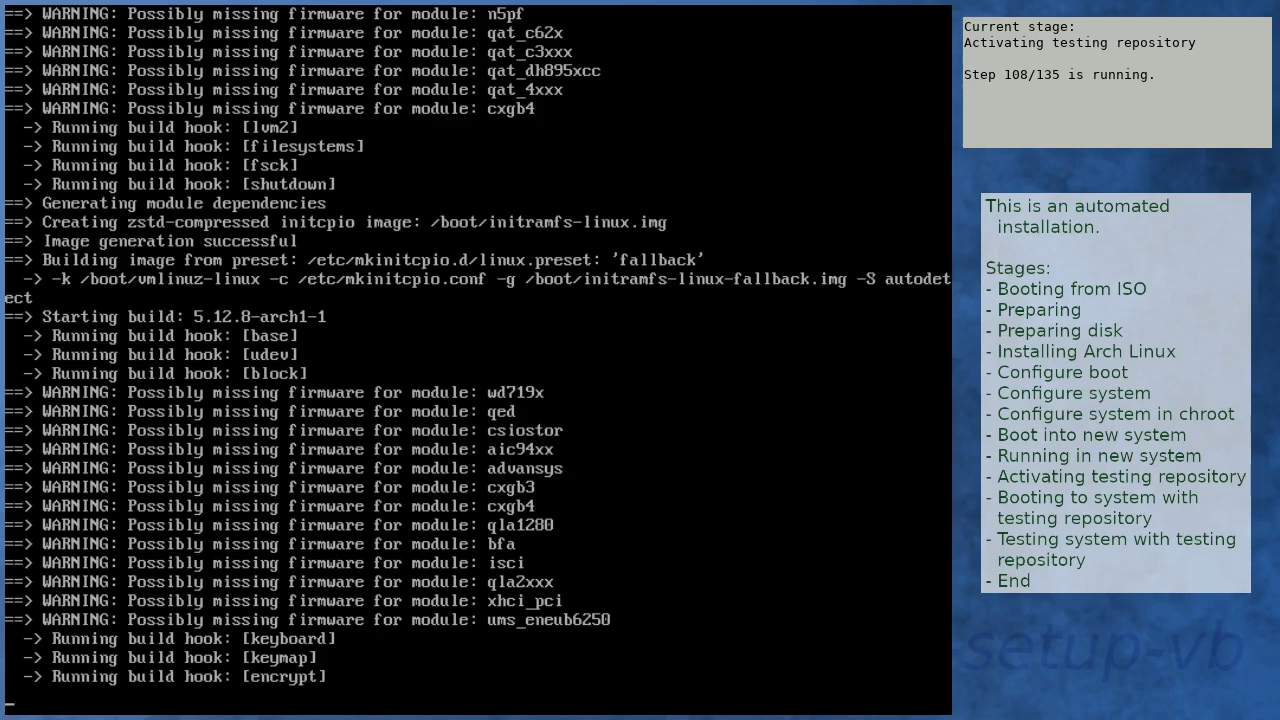 ==> WARNING: Possibly missing firmware for module: n5pf
==> WARNING: Possibly missing firmware for module: qat_c62x
==> WARNING: Possibly missing firmware for module: qat_c3xxx
==> WARNING: Possibly missing firmware for module: qat_dh895xcc
==> WARNING: Possibly missing firmware for module: qat_4xxx
==> WARNING: Possibly missing firmware for module: cxgb4
-> Running build hook: [lvm2]
-> Running build hook: [filesystems]
-> Running build hook: [fsck]
-> Running build hook: [shutdown]
==> Generating module dependencies
==> Creating zstd-compressed initcpio image: /boot/initramfs-linux.img
==> Image generation successful
==> Building image from preset: /etc/mkinitcpio.d/linux.preset: 'fallback'
-> -k /boot/vmlinuz-linux -c /etc/mkinitcpio.conf -g /boot/initramfs-linux-fallback.img -S autodet
ect
==> Starting build: 5.12.8-arch1-1
-> Running build hook: [base]
-> Running build hook: [udev]
-> Running build hook: [block]
==> WARNING: Possibly missing firmware for module: wd719x
==> WARNING: Possibly missing firmware for module: qed
==> WARNING: Possibly missing firmware for module: csiostor
==> WARNING: Possibly missing firmware for module: aic94xx
==> WARNING: Possibly missing firmware for module: advansys
==> WARNING: Possibly missing firmware for module: cxgb3
==> WARNING: Possibly missing firmware for module: cxgb4
==> WARNING: Possibly missing firmware for module: qla1280
==> WARNING: Possibly missing firmware for module: bfa
==> WARNING: Possibly missing firmware for module: isci
==> WARNING: Possibly missing firmware for module: qla2xxx
==> WARNING: Possibly missing firmware for module: xhci_pci
==> WARNING: Possibly missing firmware for module: ums_eneub6250
-> Running build hook: [keyboard]
-> Running build hook: [keymap]
-> Running build hook: [encrypt]
Current stage:
Activating testing repository
Step 108/135 is running.
This is an automated
installation.
Stages:
- Booting from ISO
- Preparing
- Preparing disk
- Installing Arch Linux
- Configure boot
- Configure system
- Configure system in chroot
- Boot into new system
- Running in new system
- Activating testing repository
- Booting to system with
testing repository
- Testing system with testing
repository
- End
setup-vb